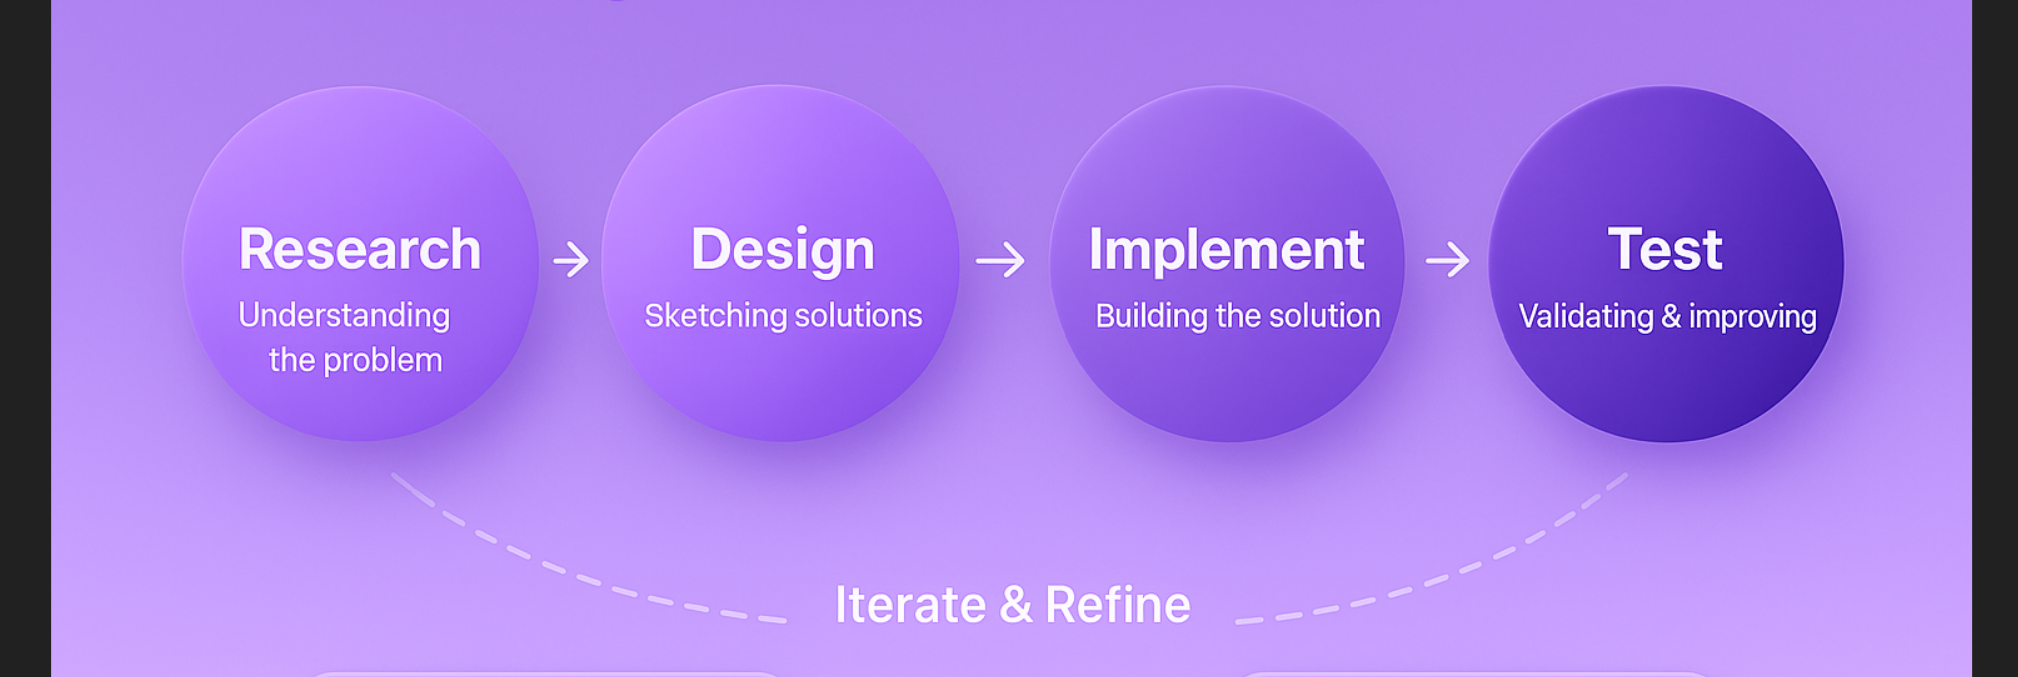 Research
Understanding
the problem
Design
Sketching solutions
Implement
Building the solution
Test
Validating & improving
Iterate & Refine